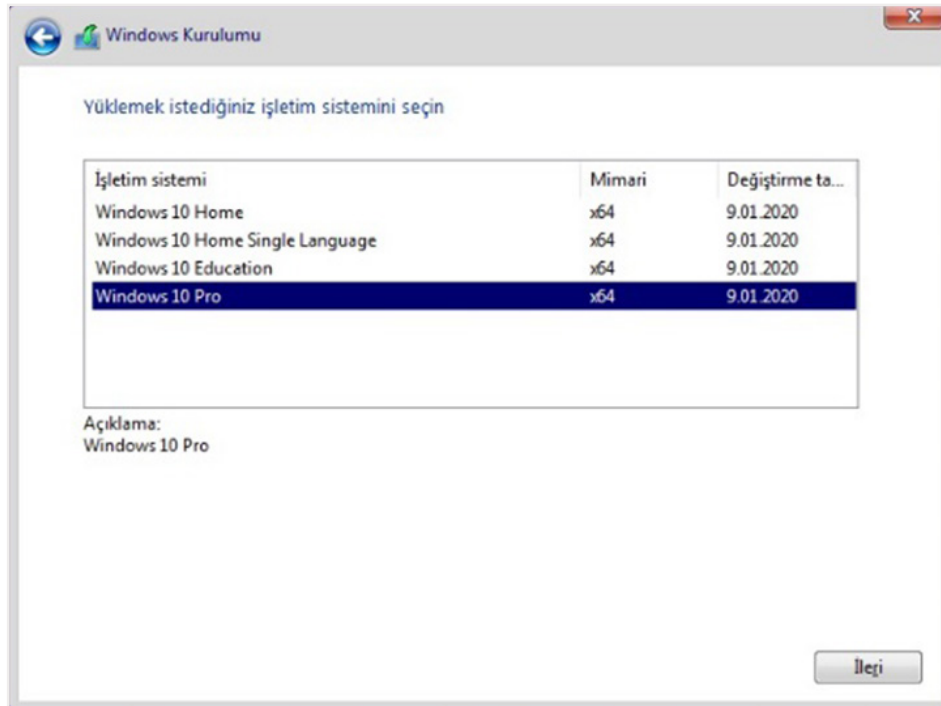 Windows Kurulumu
Yüklemek istediğiniz işletim sistemini seçin
İşletim sistemi Mimari Değiştirme ta...
Windows 10 Home x64 9.01.2020
Windows 10 Home Single Language x64 9.01.2020
Windows 10 Education x64 9.01.2020
Windows 10 Pro x64 9.01.2020
Açıklama:
Windows 10 Pro
İleri